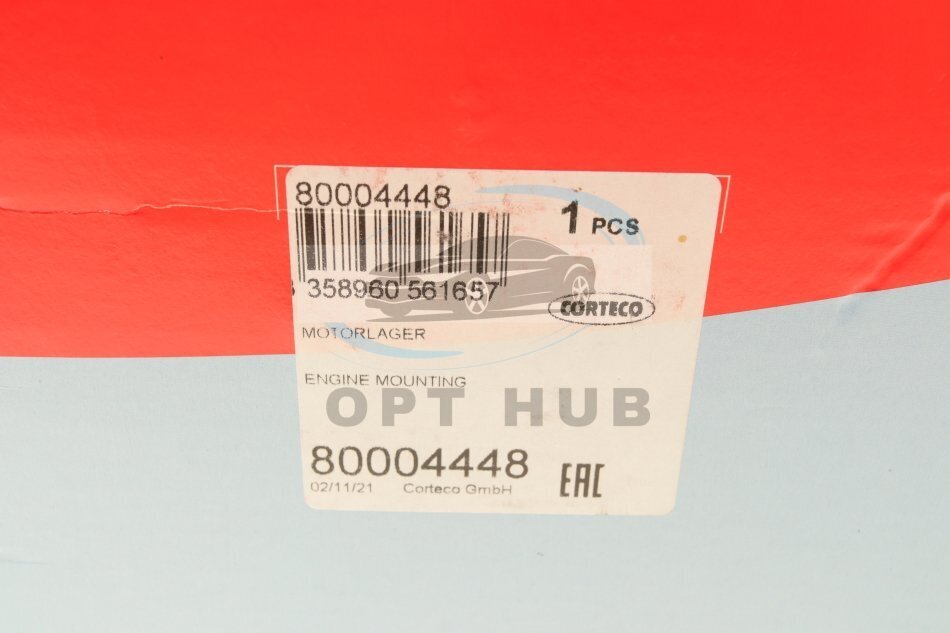 80004448
1 PCS
358960 561657
CORTECO
MOTORLAGER
ENGINE MOUNTING
OPT HUB
80004448
02/11/21 Corteco GmbH
EAC